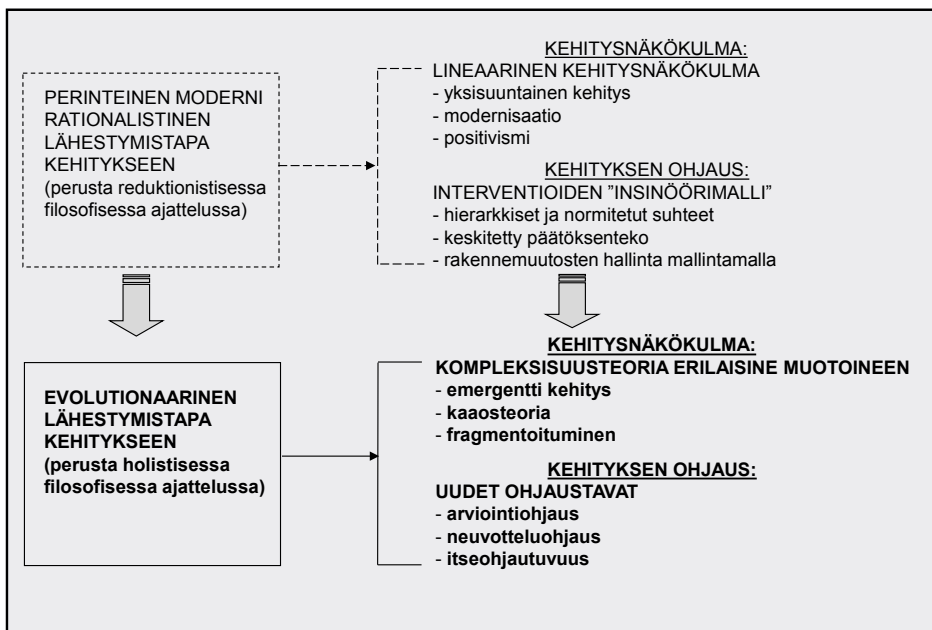 PERINTEINEN MODERNI
RATIONALISTINEN
LÄHESTYMISTAPA
KEHITYKSEEN
(perusta reduktionistisessa
filosofisessa ajattelussa)
KEHITYSNÄKÖKULMA:
LINEAARINEN KEHITYSNÄKÖKULMA
- yksisuuntainen kehitys
- modernisaatio
- positivismi
KEHITYKSEN OHJAUS:
INTERVENTIOIDEN ”INSINÖÖRIMALLI”
- hierarkkiset ja normitetut suhteet
- keskitetty päätöksenteko
- rakennemuutosten hallinta mallintamalla
EVOLUTIONAARINEN
LÄHESTYMISTAPA
KEHITYKSEEN
(perusta holistisessa
filosofisessa ajattelussa)
KEHITYSNÄKÖKULMA:
KOMPLEKSISUUSTEORIA ERILAISINE MUOTOINEEN
- emergentti kehitys
- kaaosteoria
- fragmentoituminen
KEHITYKSEN OHJAUS:
UUDET OHJAUSTAVAT
- arviointiohjaus
- neuvotteluohjaus
- itseohjautuvuus